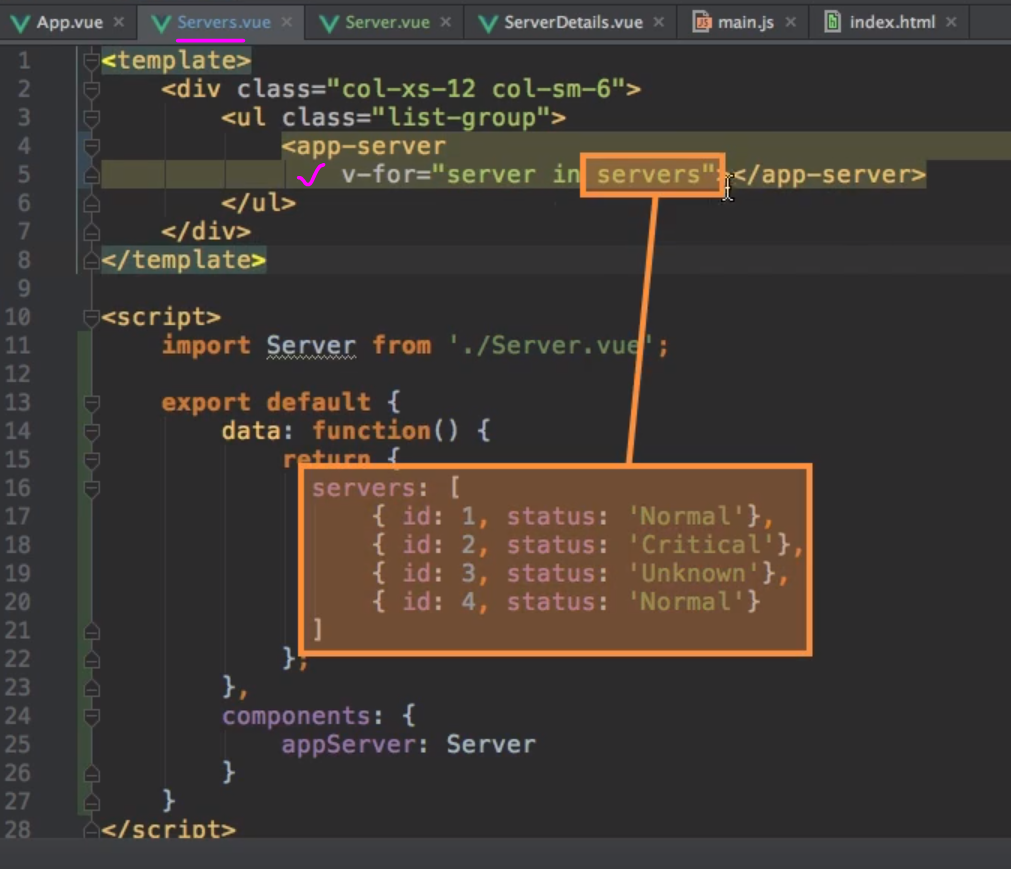 App.vue × Servers.vue × Server.vue × ServerDetails.vue × main.js × index.html ×
1 <template>
2 <div class="col-xs-12 col-sm-6">
3 <ul class="list-group">
4 <app-server
5 v-for="server in servers"></app-server>
6 </ul>
7 </div>
8 </template>
9
10 <script>
11 import Server from './Server.vue';
12
13 export default {
14 data: function() {
15 return {
16 servers: [
17 { id: 1, status: 'Normal'},
18 { id: 2, status: 'Critical'},
19 { id: 3, status: 'Unknown'},
20 { id: 4, status: 'Normal'}
21 ]
22 };
23 },
24 components: {
25 appServer: Server
26 }
27 }
28 </script>